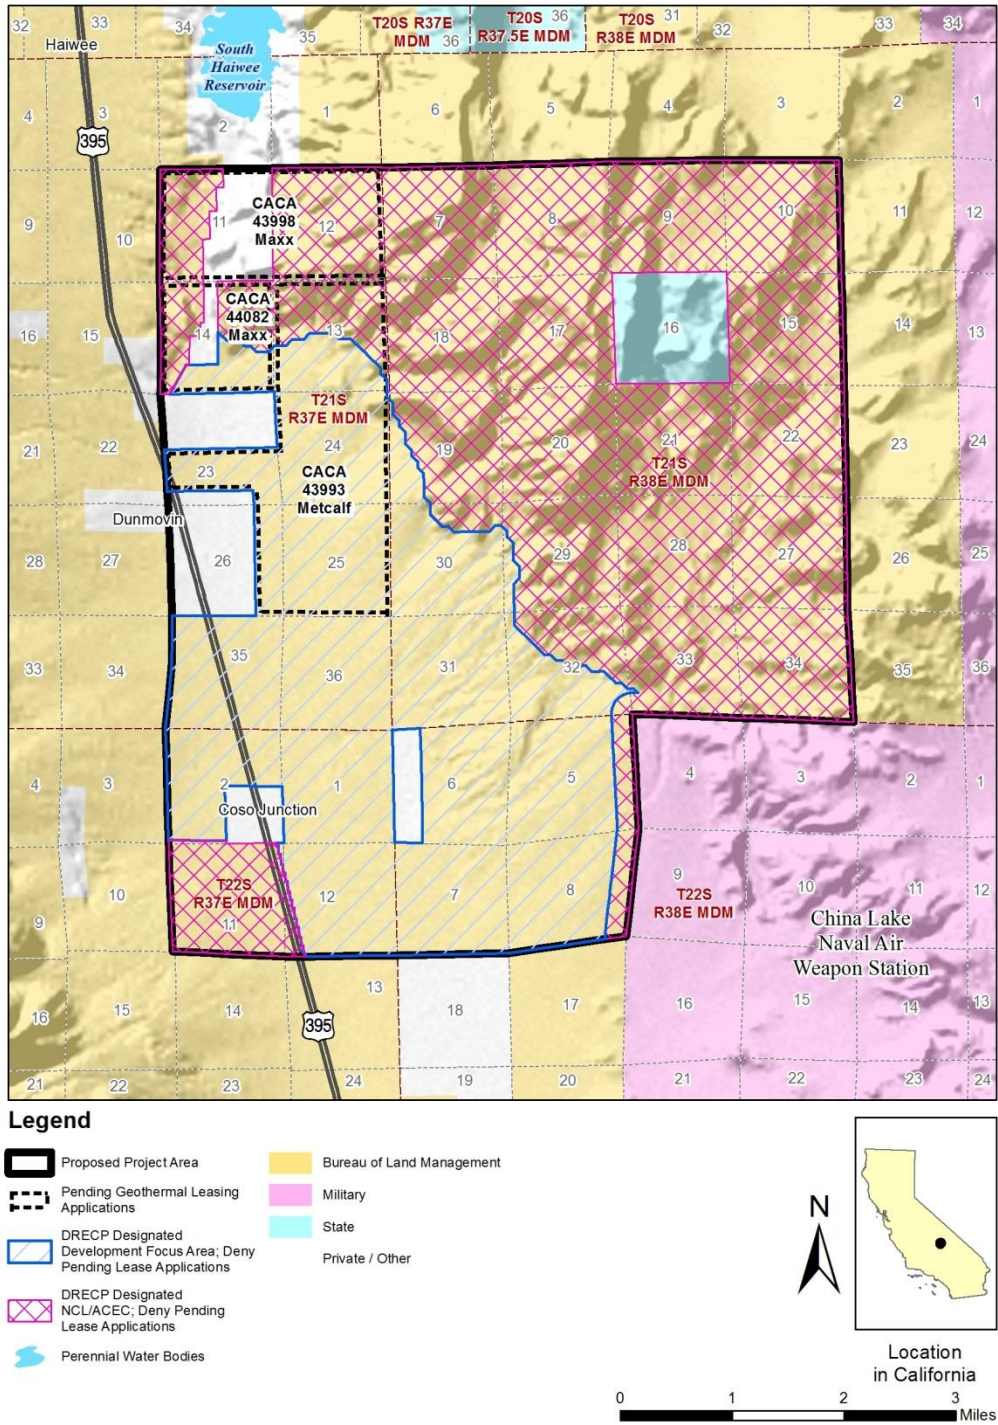 32
33
34
35
T20S R37E
MDM
36
T20S
R37.5E MDM
36
T20S
R38E MDM
31
32
33
34
Haiwee
South
Haiwee
Reservoir
4
3
2
1
6
5
4
3
2
1
395
9
10
11
CACA
43998
Maxx
12
7
8
9
10
11
12
16
15
14
CACA
44082
Maxx
13
18
17
16
15
14
13
T21S
R37E MDM
21
22
23
24
19
20
21
T21S
R38E MDM
22
23
24
CACA
43993
Metcalf
Dunmovin
28
27
26
25
30
29
28
27
26
25
33
34
35
36
31
32
33
34
35
36
4
3
2
1
6
5
4
3
2
1
Coso Junction
9
10
T22S
R37E MDM
11
12
7
8
9
T22S
R38E MDM
10
11
12
China Lake
Naval Air
Weapon Station
16
15
14
13
18
17
16
15
14
13
395
21
22
23
24
19
20
21
22
23
24
Legend
Proposed Project Area
Pending Geothermal Leasing
Applications
DRECP Designated
Development Focus Area; Deny
Pending Lease Applications
DRECP Designated
NCL/ACEC; Deny Pending
Lease Applications
Perennial Water Bodies
Bureau of Land Management
Military
State
Private / Other
N
Location
in California
0
1
2
3
Miles